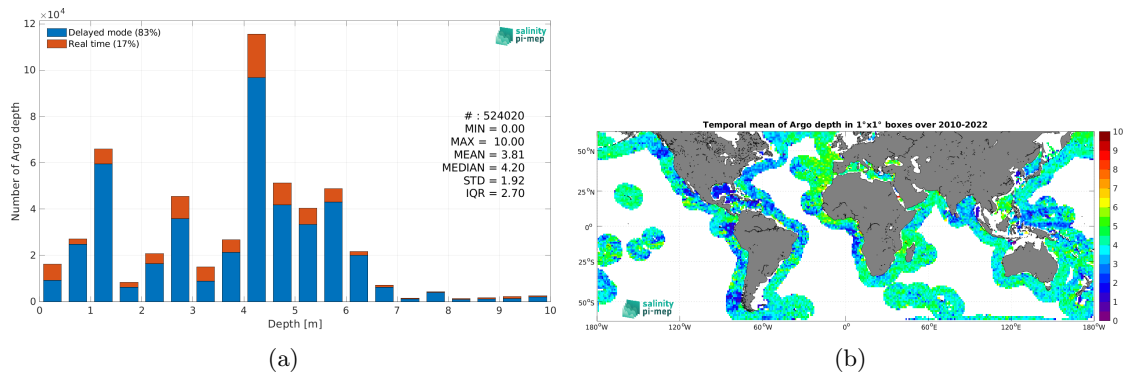 ×10⁴
12
10
8
6
4
2
0
Number of Argo depth
Delayed mode (83%)
Real time (17%)
salinity
pi-mep
# : 524020
MIN = 0.00
MAX = 10.00
MEAN = 3.81
MEDIAN = 4.20
STD = 1.92
IQR = 2.70
0 1 2 3 4 5 6 7 8 9 10
Depth [m]
(a)
Temporal mean of Argo depth in 1°x1° boxes over 2010-2022
50°N
25°N
0°
25°S
50°S
180°W 120°W 60°W 0° 60°E 120°E 180°W
salinity
pi-mep
10
9
8
7
6
5
4
3
2
1
0
(b)